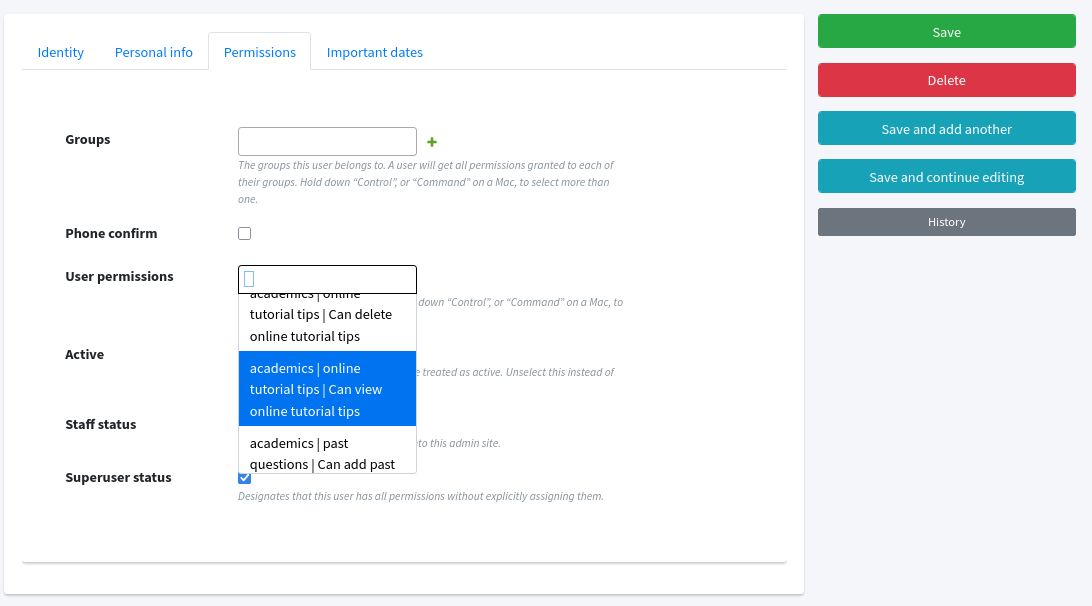 Identity Personal info Permissions Important dates
Save
Delete
Save and add another
Save and continue editing
History
Groups
The groups this user belongs to. A user will get all permissions granted to each of
their groups. Hold down “Control”, or “Command” on a Mac, to select more than
one.
Phone confirm
User permissions
down “Control”, or “Command” on a Mac, to
academics | online
tutorial tips | Can delete
online tutorial tips
Active
academics | online
tutorial tips | Can view
online tutorial tips
treated as active. Unselect this instead of
Staff status
academics | past
questions | Can add past
to this admin site.
Superuser status
Designates that this user has all permissions without explicitly assigning them.